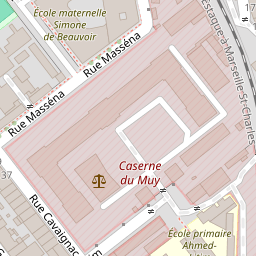 École maternelle
Simone
de Beauvoir
Rue Masséna
Rue Masséna
Estaque à Marseille-St-Charles
37
Caserne
du Muy
Rue Cavaignac
École primaire
Ahmed-